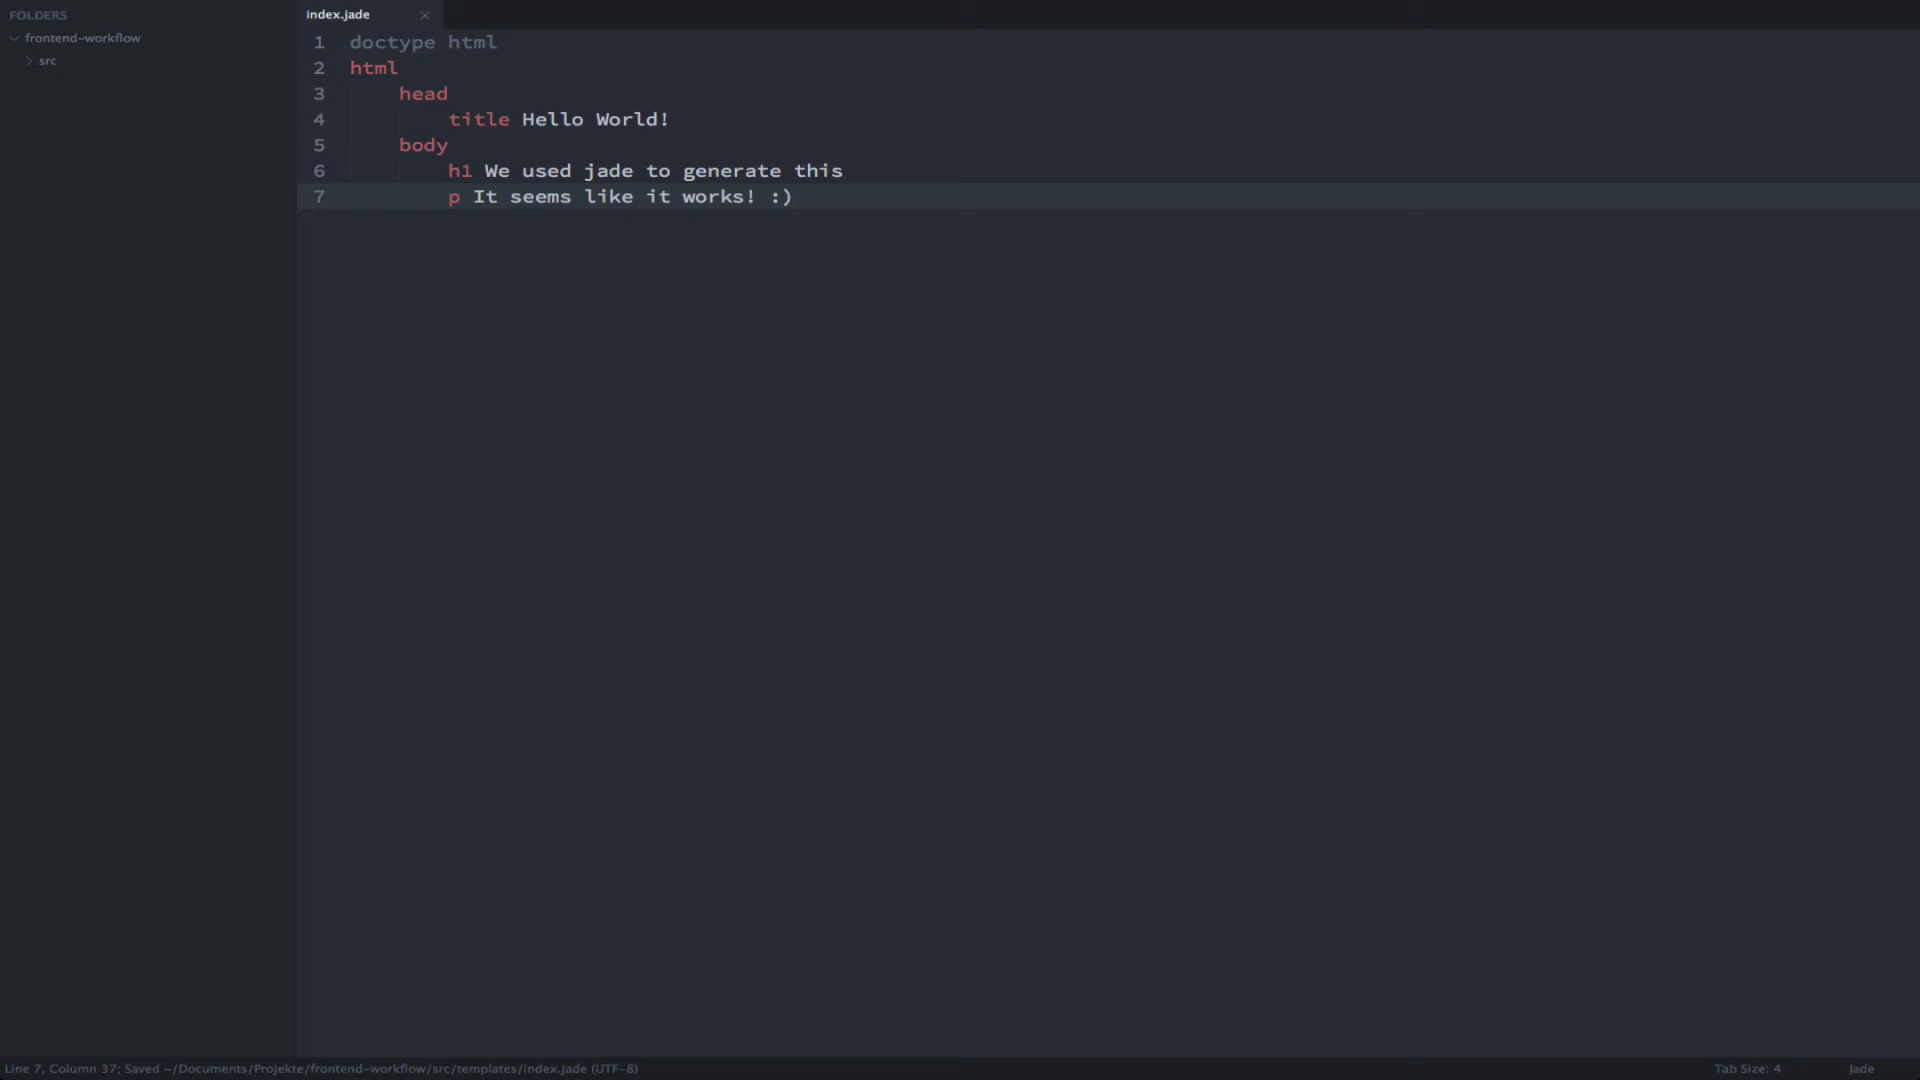 FOLDERS
frontend-workflow
src
index.jade
1 doctype html
2 html
3 head
4 title Hello World!
5 body
6 h1 We used jade to generate this
7 p It seems like it works! :)
Line 7, Column 37; Saved ~/Documents/Projekte/frontend-workflow/src/templates/index.jade (UTF-8)
Tab Size: 4
Jade